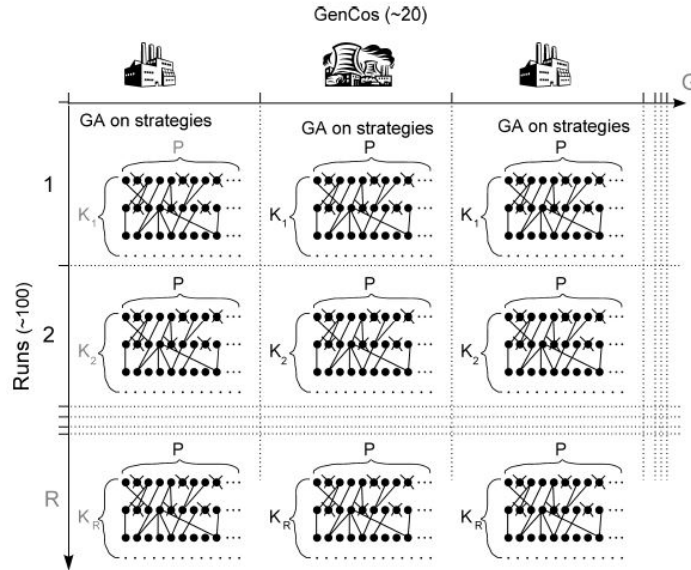 GenCos (~20)
G
GA on strategies
GA on strategies
GA on strategies
P
P
P
1
K1
K1
K1
Runs (~100)
P
P
P
2
K2
K2
K2
P
P
P
R
KR
KR
KR